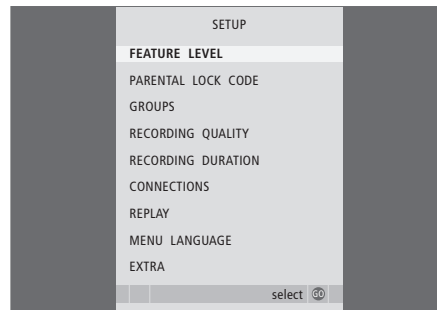 SETUP
FEATURE LEVEL
PARENTAL LOCK CODE
GROUPS
RECORDING QUALITY
RECORDING DURATION
CONNECTIONS
REPLAY
MENU LANGUAGE
EXTRA
select GO